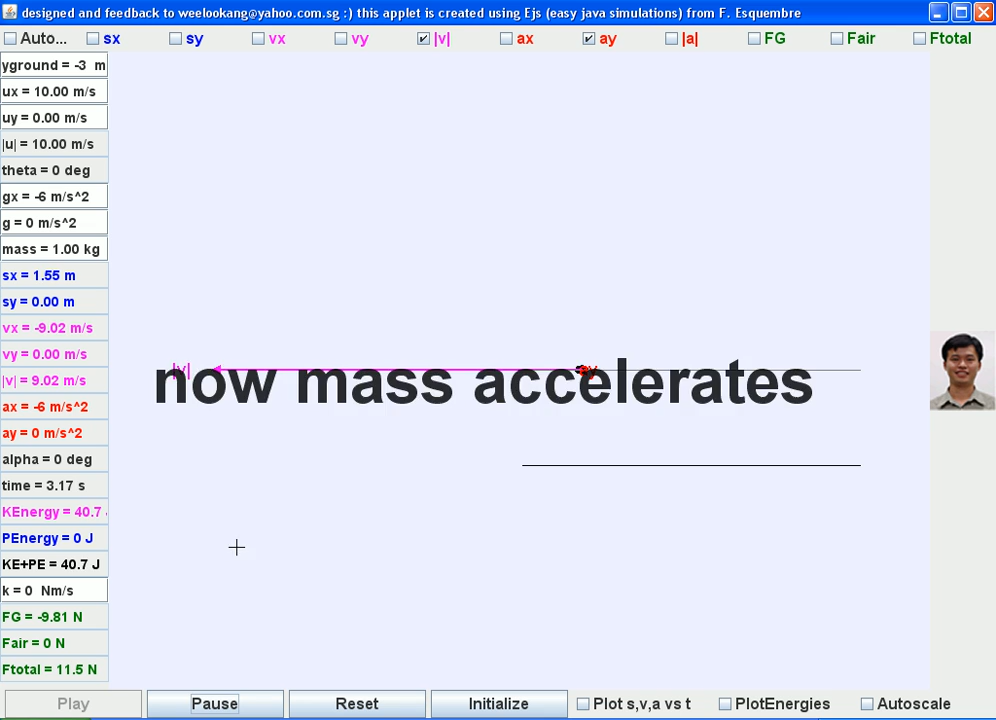 designed and feedback to weelookang@yahoo.com.sg :) this applet is created using Ejs (easy java simulations) from F. Esquembre
Auto... sx sy vx vy |v| ax ay |a| FG Fair Ftotal
yground = -3 m
ux = 10.00 m/s
uy = 0.00 m/s
|u| = 10.00 m/s
theta = 0 deg
gx = -6 m/s^2
g = 0 m/s^2
mass = 1.00 kg
sx = 1.55 m
sy = 0.00 m
vx = -9.02 m/s
vy = 0.00 m/s
|v| = 9.02 m/s
|v|
now mass accelerates
ax = -6 m/s^2
ay = 0 m/s^2
alpha = 0 deg
time = 3.17 s
KEnergy = 40.7
PEnergy = 0 J
KE+PE = 40.7 J
k = 0 Nm/s
FG = -9.81 N
Fair = 0 N
Ftotal = 11.5 N
Play Pause Reset Initialize Plot s,v,a vs t PlotEnergies Autoscale